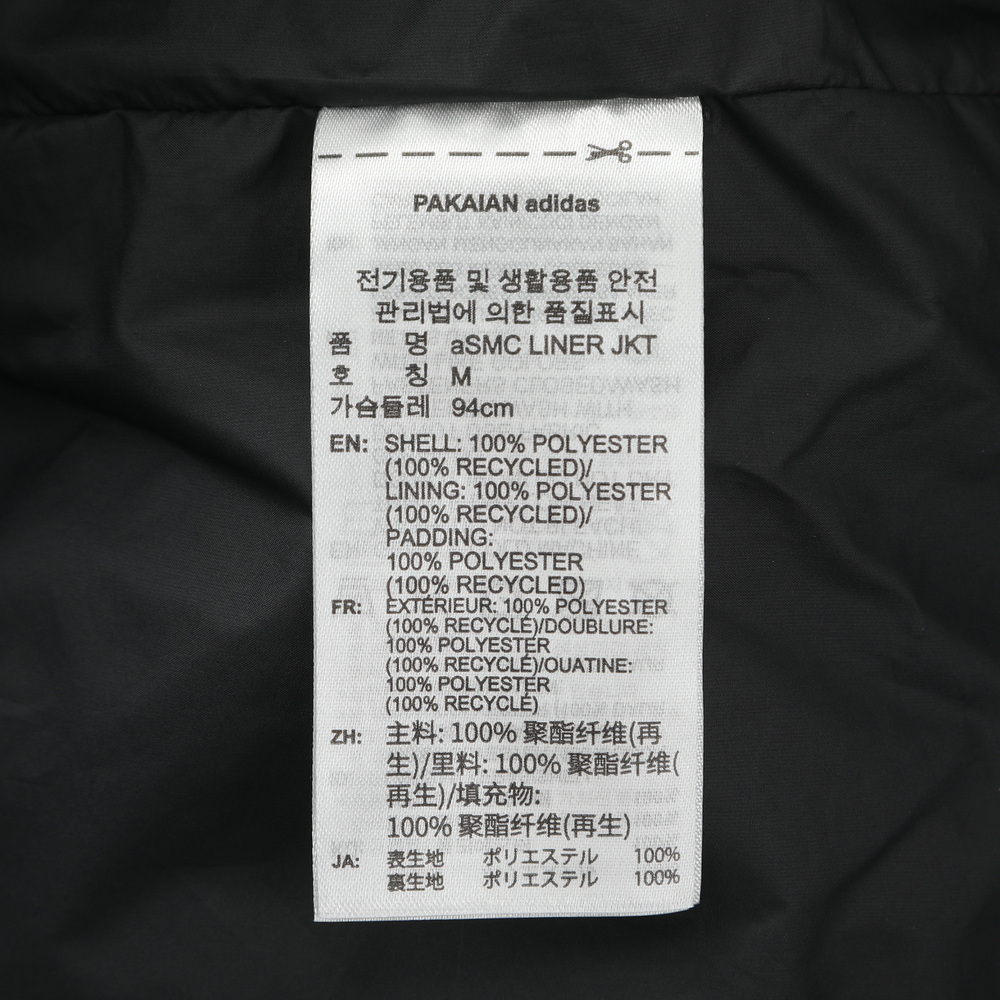 PAKAIAN adidas
전기용품 및 생활용품 안전
관리법에 의한 품질표시
품 명 aSMC LINER JKT
호 칭 M
가슴둘레 94cm
EN: SHELL: 100% POLYESTER
(100% RECYCLED)/
LINING: 100% POLYESTER
(100% RECYCLED)/
PADDING:
100% POLYESTER
(100% RECYCLED)
FR: EXTÉRIEUR: 100% POLYESTER
(100% RECYCLÉ)/DOUBLURE:
100% POLYESTER
(100% RECYCLÉ)/OUATINE:
100% POLYESTER
(100% RECYCLÉ)
ZH: 主料: 100% 聚酯纤维(再
生)/里料: 100% 聚酯纤维(
再生)/填充物:
100% 聚酯纤维(再生)
JA: 表生地 ポリエステル 100%
裏生地 ポリエステル 100%